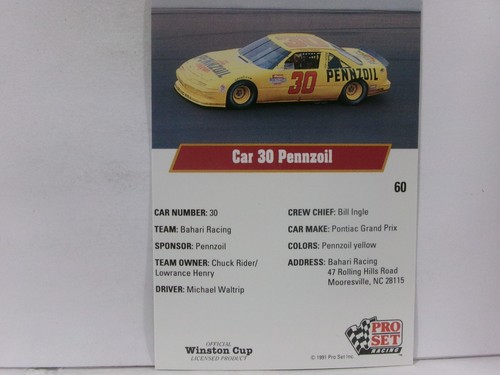 PENNZOIL
30
PENNZOIL
Car 30 Pennzoil
60
CAR NUMBER: 30
TEAM: Bahari Racing
SPONSOR: Pennzoil
TEAM OWNER: Chuck Rider/
Lowrance Henry
DRIVER: Michael Waltrip
CREW CHIEF: Bill Ingle
CAR MAKE: Pontiac Grand Prix
COLORS: Pennzoil yellow
ADDRESS: Bahari Racing
47 Rolling Hills Road
Mooresville, NC 28115
OFFICIAL
Winston Cup
LICENSED PRODUCT
PRO
SET
RACING
© 1991 Pro Set Inc.